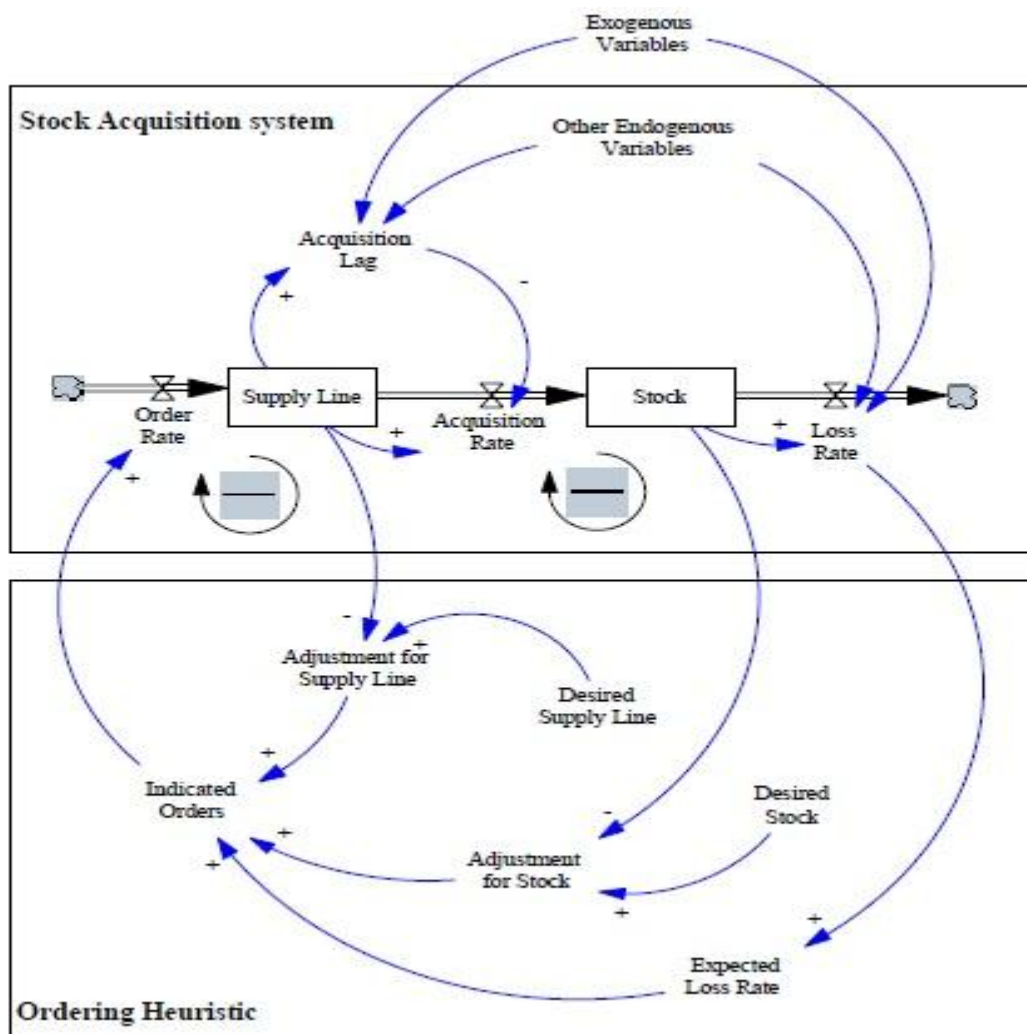 Exogenous
Variables
Stock Acquisition system
Other Endogenous
Variables
Acquisition
Lag
+
-
Supply Line
Stock
Order
Rate
+
Acquisition
Rate
+
Loss
Rate
+
-
+
Adjustment for
Supply Line
Desired
Supply Line
+
Indicated
Orders
Desired
Stock
-
+
Adjustment
for Stock
+
+
+
Expected
Loss Rate
Ordering Heuristic